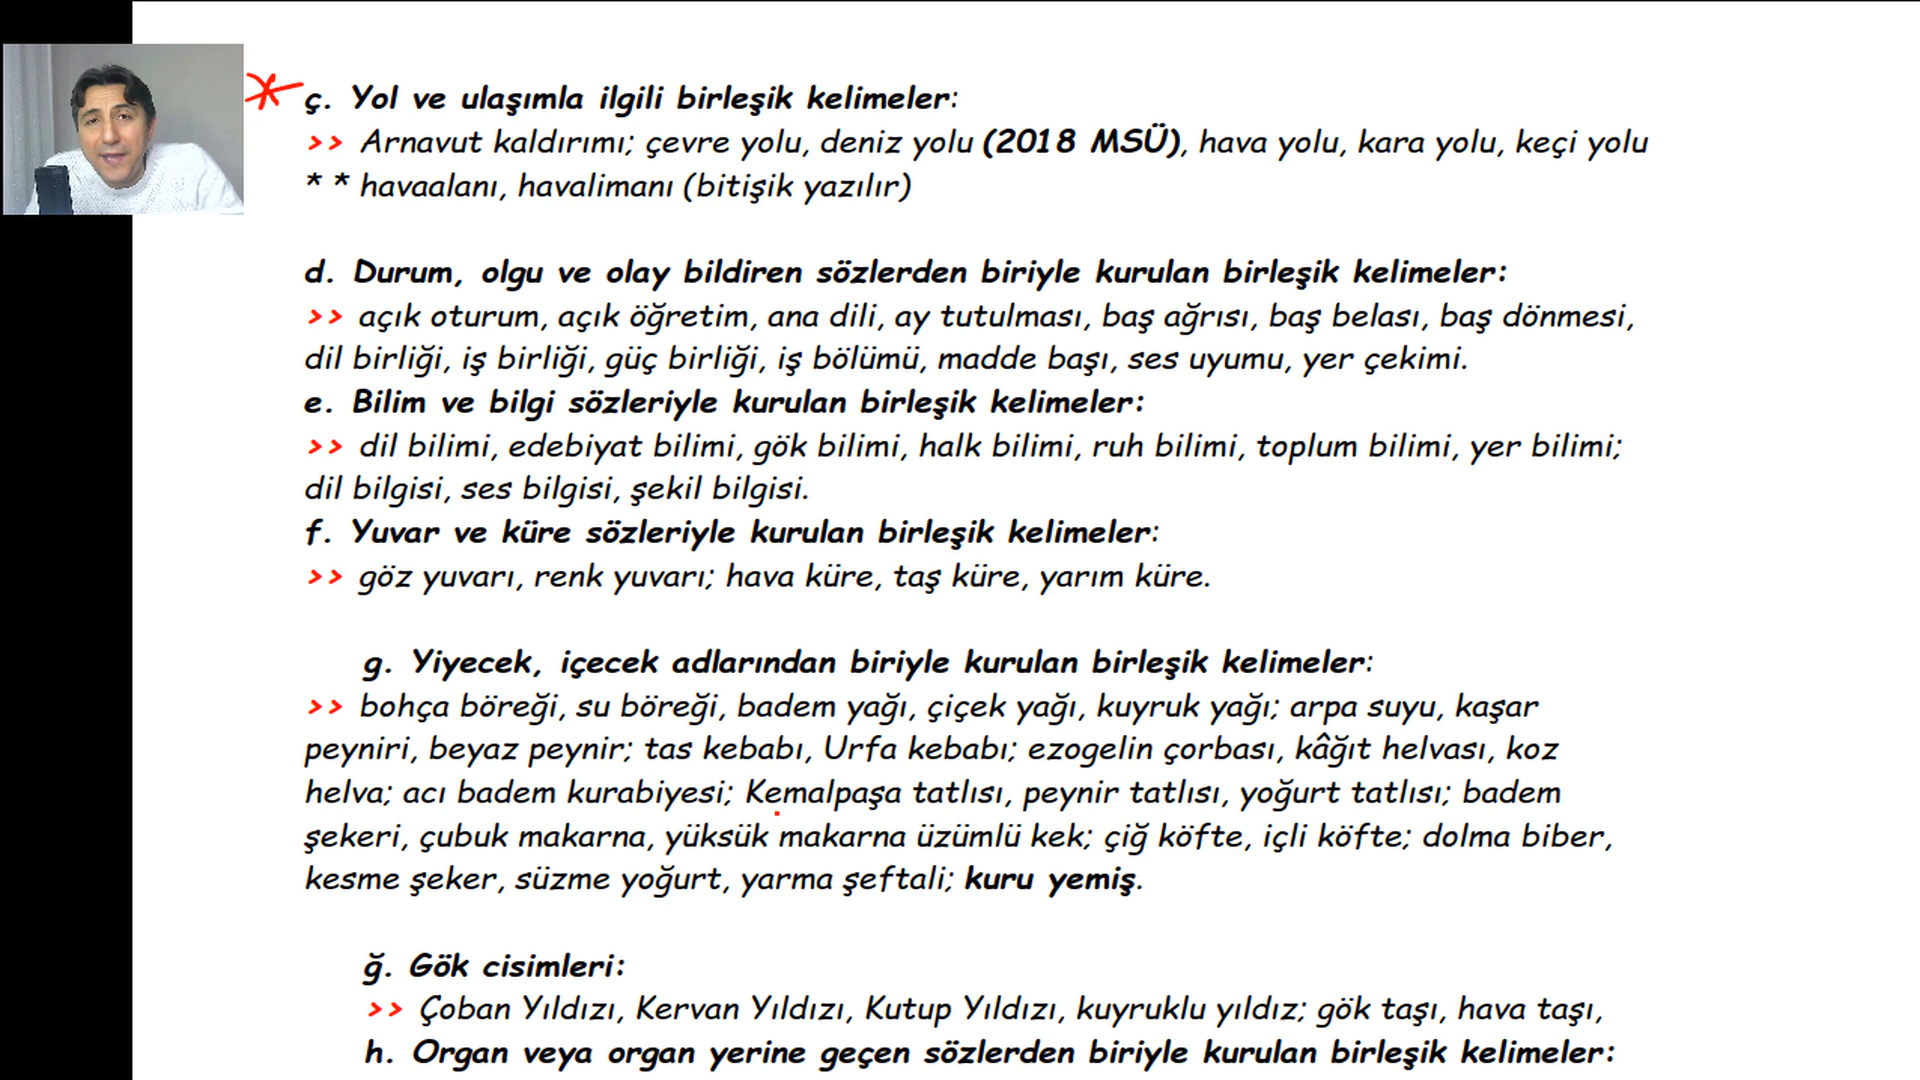 ç. Yol ve ulaşımla ilgili birleşik kelimeler:
>> Arnavut kaldırımı; çevre yolu, deniz yolu (2018 MSÜ), hava yolu, kara yolu, keçi yolu
* * havaalanı, havalimanı (bitişik yazılır)
d. Durum, olgu ve olay bildiren sözlerden biriyle kurulan birleşik kelimeler:
>> açık oturum, açık öğretim, ana dili, ay tutulması, baş ağrısı, baş belası, baş dönmesi,
dil birliği, iş birliği, güç birliği, iş bölümü, madde başı, ses uyumu, yer çekimi.
e. Bilim ve bilgi sözleriyle kurulan birleşik kelimeler:
>> dil bilimi, edebiyat bilimi, gök bilimi, halk bilimi, ruh bilimi, toplum bilimi, yer bilimi;
dil bilgisi, ses bilgisi, şekil bilgisi.
f. Yuvar ve küre sözleriyle kurulan birleşik kelimeler:
>> göz yuvarı, renk yuvarı; hava küre, taş küre, yarım küre.
g. Yiyecek, içecek adlarından biriyle kurulan birleşik kelimeler:
>> bohça böreği, su böreği, badem yağı, çiçek yağı, kuyruk yağı; arpa suyu, kaşar
peyniri, beyaz peynir; tas kebabı, Urfa kebabı; ezogelin çorbası, kâğıt helvası, koz
helva; acı badem kurabiyesi; Kemalpaşa tatlısı, peynir tatlısı, yoğurt tatlısı; badem
şekeri, çubuk makarna, yüksük makarna üzümlü kek; çiğ köfte, içli köfte; dolma biber,
kesme şeker, süzme yoğurt, yarma şeftali; kuru yemiş.
ğ. Gök cisimleri:
>> Çoban Yıldızı, Kervan Yıldızı, Kutup Yıldızı, kuyruklu yıldız; gök taşı, hava taşı,
h. Organ veya organ yerine geçen sözlerden biriyle kurulan birleşik kelimeler: